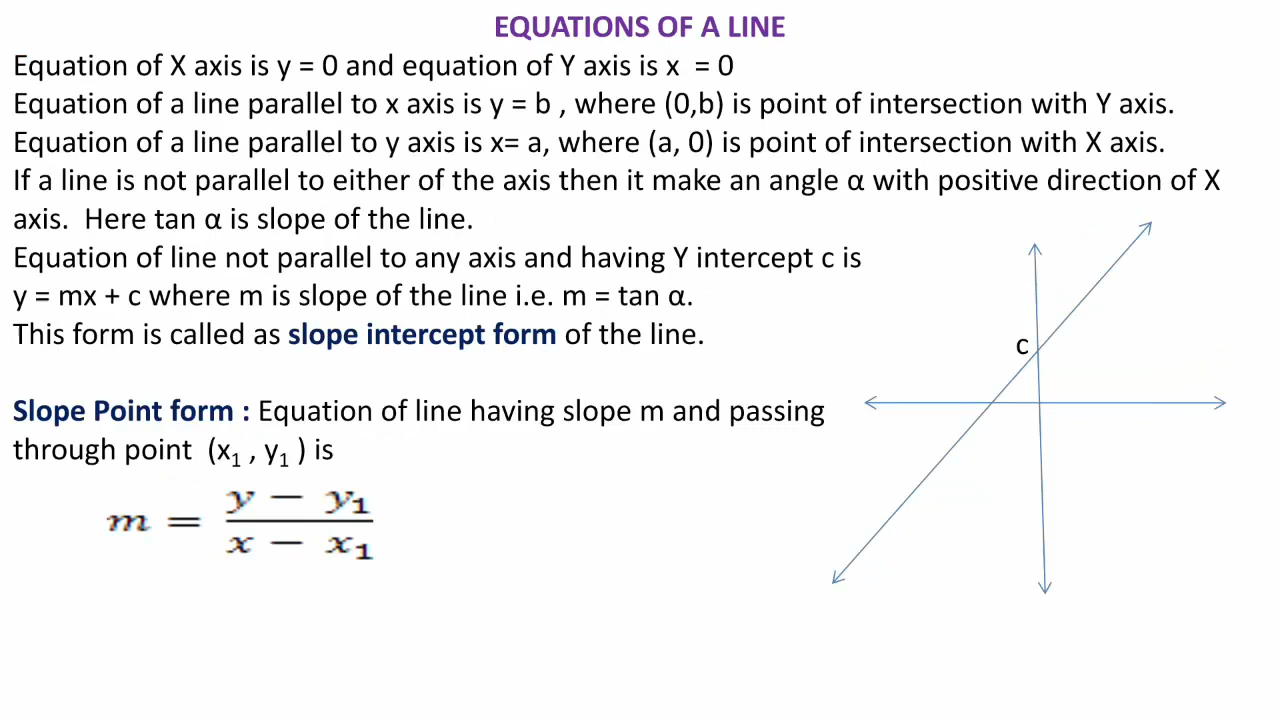 EQUATIONS OF A LINE
Equation of X axis is y = 0 and equation of Y axis is x  = 0
Equation of a line parallel to x axis is y = b , where (0,b) is point of intersection with Y axis.
Equation of a line parallel to y axis is x= a, where (a, 0) is point of intersection with X axis.
If a line is not parallel to either of the axis then it make an angle α with positive direction of X
axis.  Here tan α is slope of the line.
Equation of line not parallel to any axis and having Y intercept c is
y = mx + c where m is slope of the line i.e. m = tan α.
This form is called as slope intercept form of the line.
c
Slope Point form : Equation of line having slope m and passing
through point  (x₁ , y₁ ) is
m = (y − y₁)/(x − x₁)